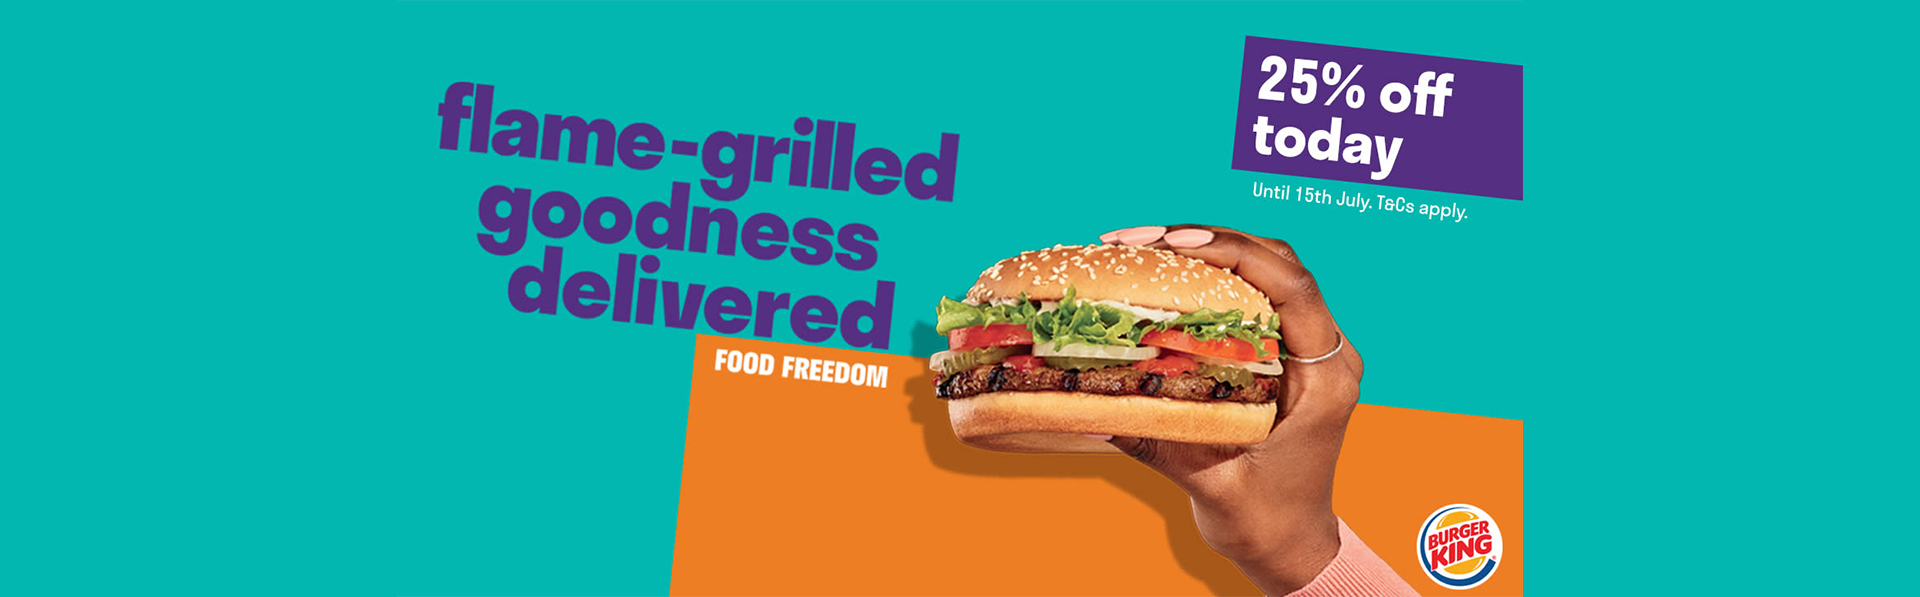 flame-grilled
goodness
delivered
FOOD FREEDOM
25% off
today
Until 15th July. T&Cs apply.
BURGER
KING